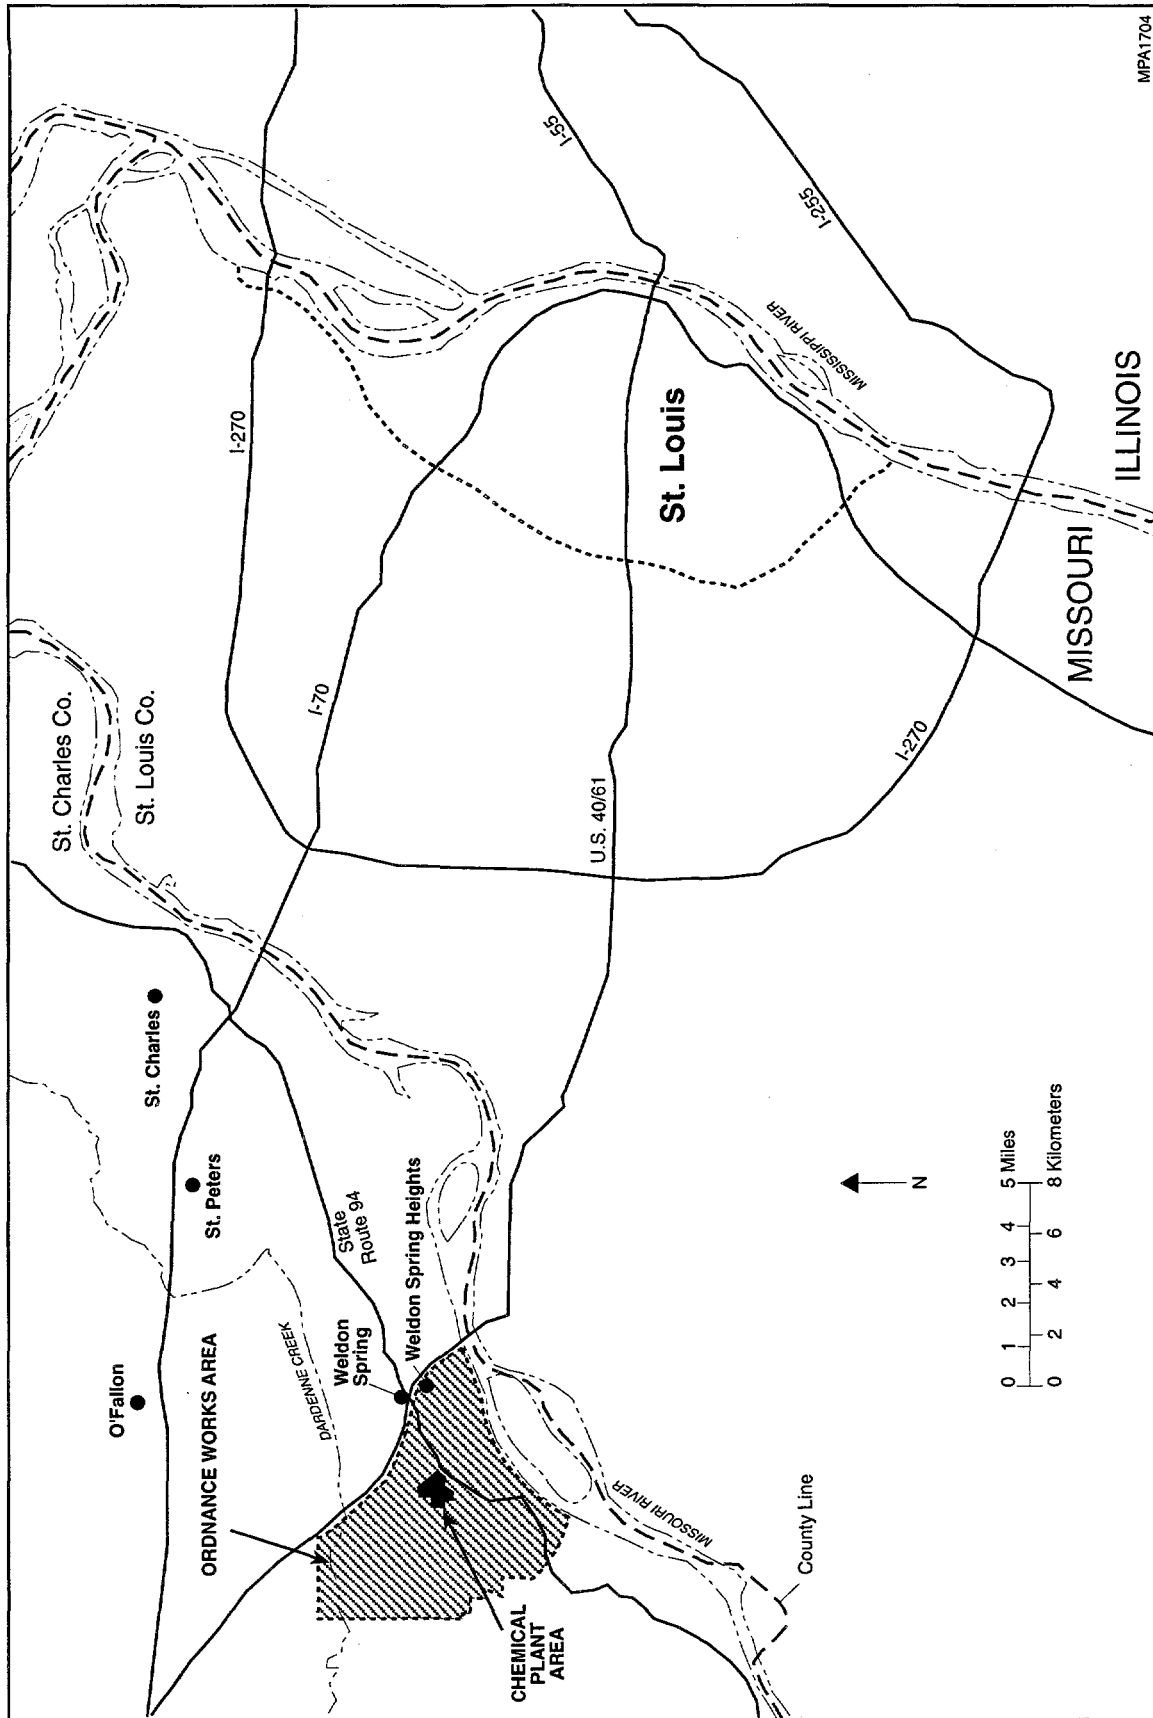 MPA1704
I-55
I-255
I-270
MISSISSIPPI RIVER
St. Louis
ILLINOIS
MISSOURI
St. Charles Co.
St. Louis Co.
I-70
U.S. 40/61
I-270
St. Charles
St. Peters
O'Fallon
State
Route 94
Weldon Spring Heights
Weldon
Spring
DARDENNE CREEK
ORDNANCE WORKS AREA
CHEMICAL
PLANT
AREA
MISSOURI RIVER
County Line
N
0 1 2 3 4 5 Miles
0 2 4 6 8 Kilometers